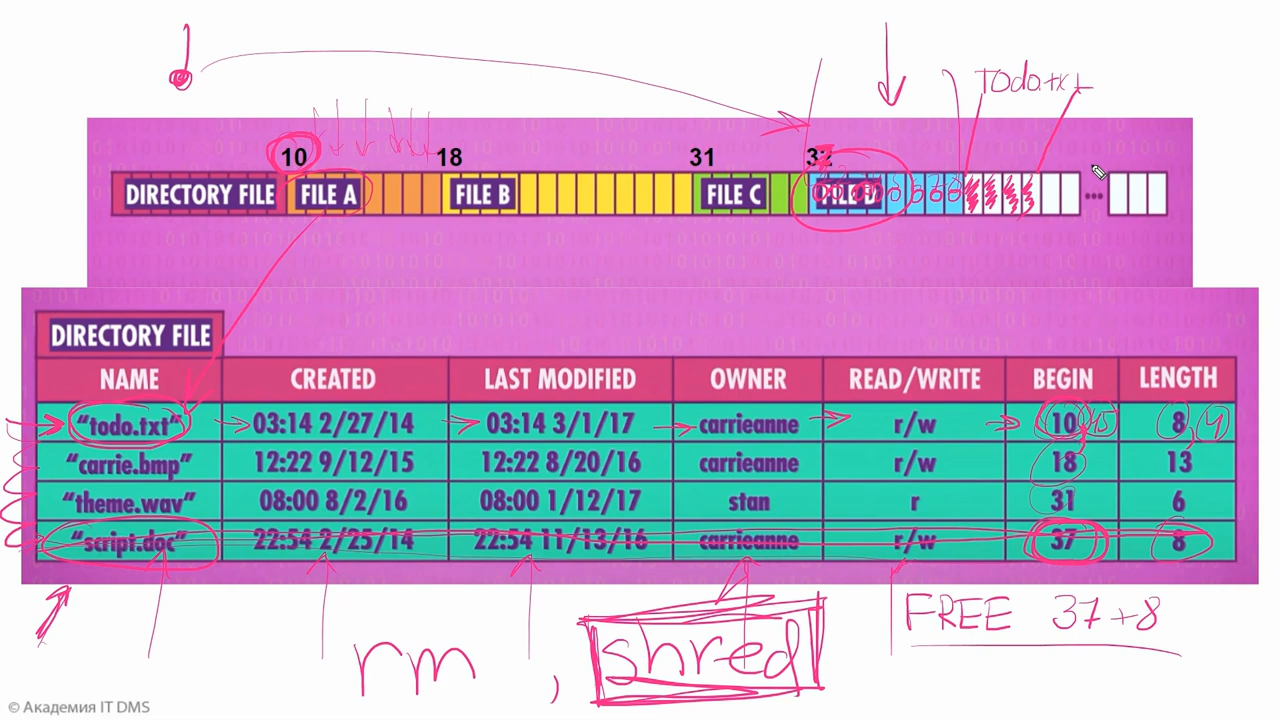 Todo.txt
10 18 31 32
DIRECTORY FILE FILE A FILE B FILE C FILE D ...
DIRECTORY FILE
NAME CREATED LAST MODIFIED OWNER READ/WRITE BEGIN LENGTH
"todo.txt" 03:14 2/27/14 03:14 3/1/17 carrieanne r/w 10, 45 8, 4
"carrie.bmp" 12:22 9/12/15 12:22 8/20/16 carrieanne r/w 18 13
"theme.wav" 08:00 8/2/16 08:00 1/12/17 stan r 31 6
"script.doc" 22:54 2/25/14 22:54 11/13/16 carrieanne r/w 37 8
FREE 37+8
rm , shred
© Академия IT DMS